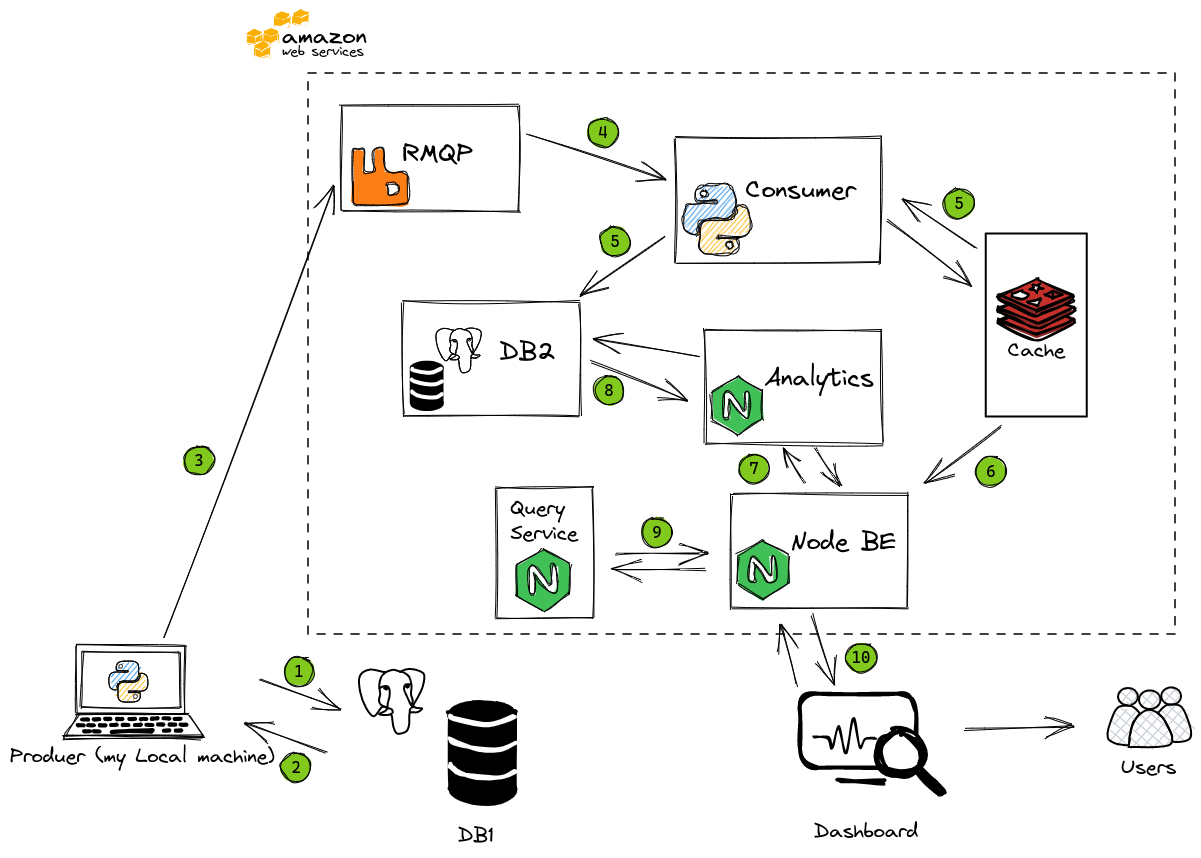 amazon
web services
RMQP
4
Consumer
5
5
DB2
Cache
Analytics
8
3
7
6
Query
Service
9
Node BE
1
10
Produer (my Local machine)
2
Users
DB1
Dashboard